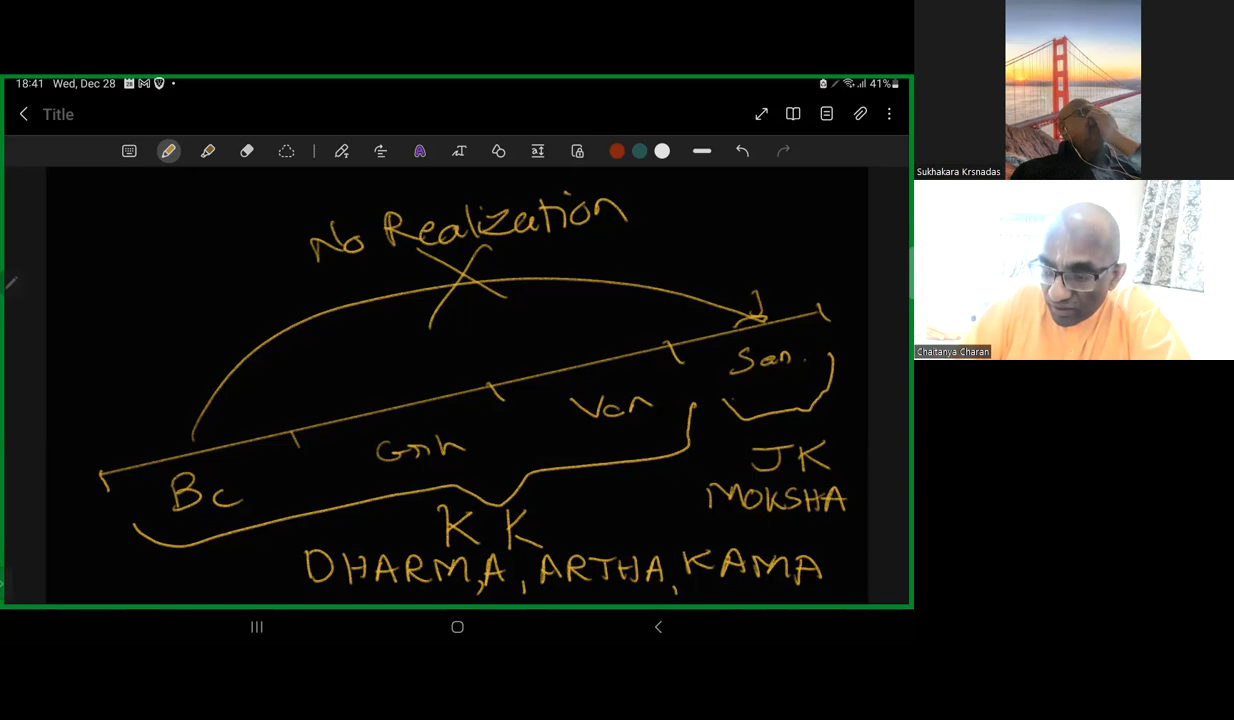 18:41 Wed, Dec 28
41%
Title
No Realization
San.
Van
Grih
Bc
JK
MOKSHA
KK
DHARMA, ARTHA, KAMA
Sukhakara Krsnadas
Chaitanya Charan